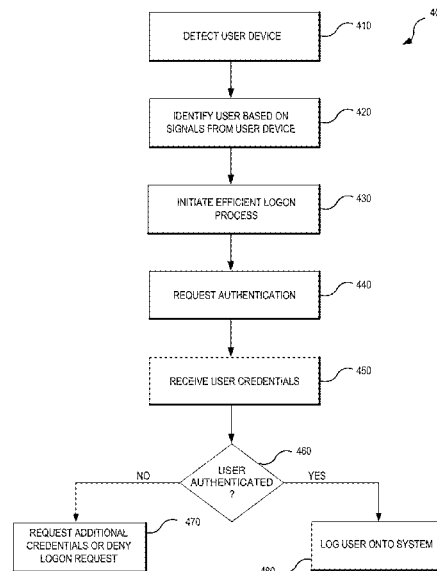 DETECT USER DEVICE
410
40
IDENTIFY USER BASED ON
SIGNALS FROM USER DEVICE
420
INITIATE EFFICIENT LOGON
PROCESS
430
REQUEST AUTHENTICATION
440
RECEIVE USER CREDENTIALS
450
USER
AUTHENTICATED
?
460
NO
YES
REQUEST ADDITIONAL
CREDENTIALS OR DENY
LOGON REQUEST
470
LOG USER ONTO SYSTEM
480